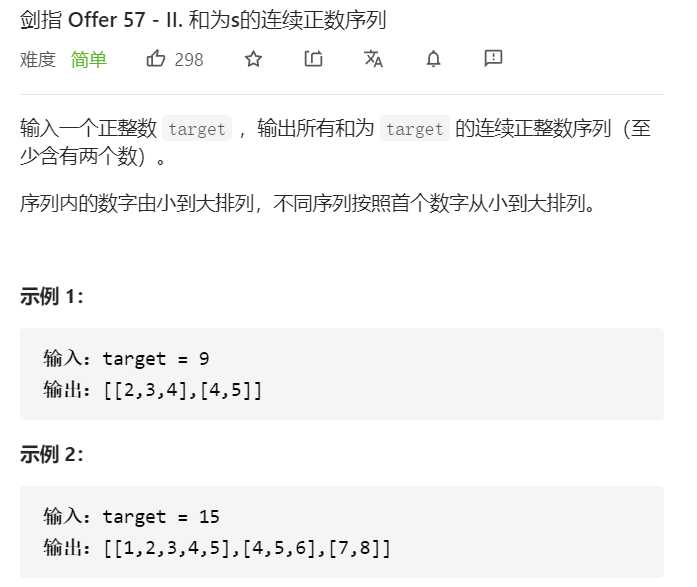 剑指 Offer 57 - II. 和为s的连续正数序列
难度 简单 298
输入一个正整数 target ，输出所有和为 target 的连续正整数序列（至
少含有两个数）。
序列内的数字由小到大排列，不同序列按照首个数字从小到大排列。
示例 1：
输入：target = 9
输出：[[2,3,4],[4,5]]
示例 2：
输入：target = 15
输出：[[1,2,3,4,5],[4,5,6],[7,8]]